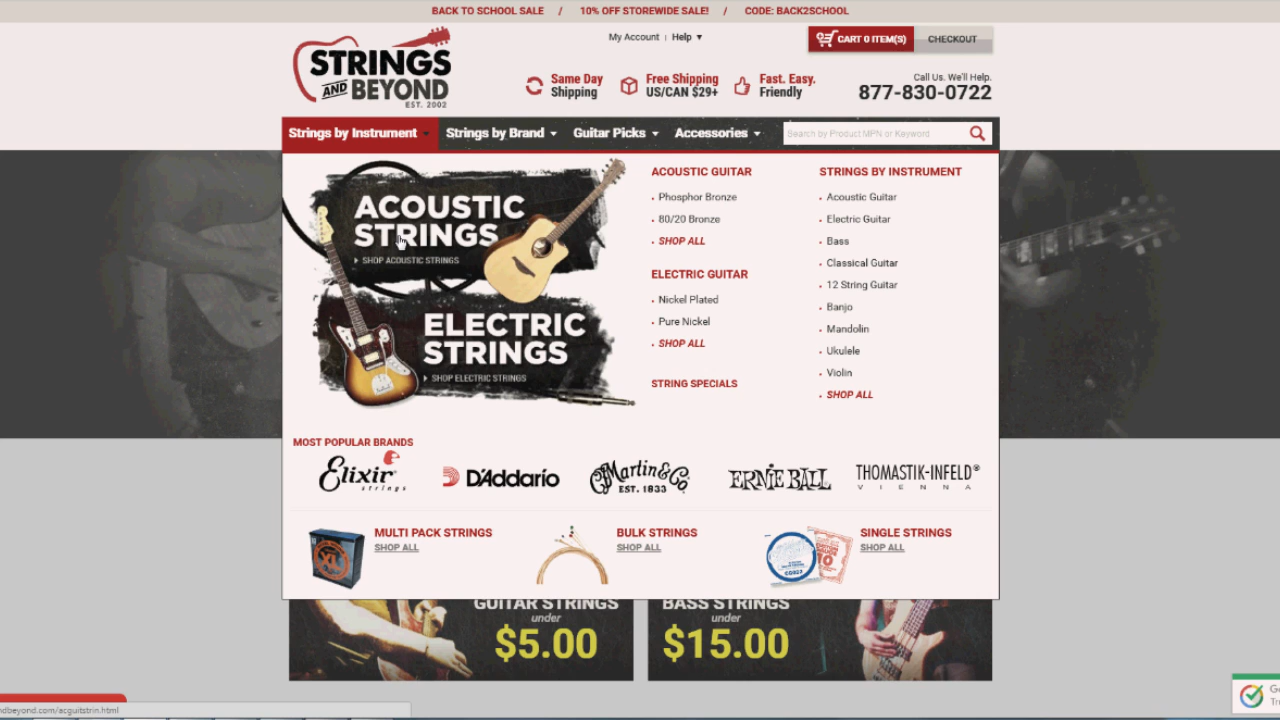 BACK TO SCHOOL SALE / 10% OFF STOREWIDE SALE! / CODE: BACK2SCHOOL
STRINGS
AND BEYOND
EST. 2002
My Account | Help ▼
CART 0 ITEM(S)
CHECKOUT
Same Day
Shipping
Free Shipping
US/CAN $29+
Fast. Easy.
Friendly
Call Us. We'll Help.
877-830-0722
Strings by Instrument
Strings by Brand
Guitar Picks
Accessories
Search by Product MPN or Keyword
ACOUSTIC
STRINGS
SHOP ACOUSTIC STRINGS
ELECTRIC
STRINGS
SHOP ELECTRIC STRINGS
ACOUSTIC GUITAR
Phosphor Bronze
80/20 Bronze
SHOP ALL
ELECTRIC GUITAR
Nickel Plated
Pure Nickel
SHOP ALL
STRING SPECIALS
STRINGS BY INSTRUMENT
Acoustic Guitar
Electric Guitar
Bass
Classical Guitar
12 String Guitar
Banjo
Mandolin
Ukulele
Violin
SHOP ALL
MOST POPULAR BRANDS
Elixir
strings
D'Addario
Martin & Co.
EST. 1833
ERNIE BALL
THOMASTIK-INFELD®
VIENNA
XL
MULTI PACK STRINGS
SHOP ALL
BULK STRINGS
SHOP ALL
10
SINGLE STRINGS
SHOP ALL
GUITAR STRINGS
under
$5.00
BASS STRINGS
under
$15.00
ndbeyond.com/acguitstrin.html